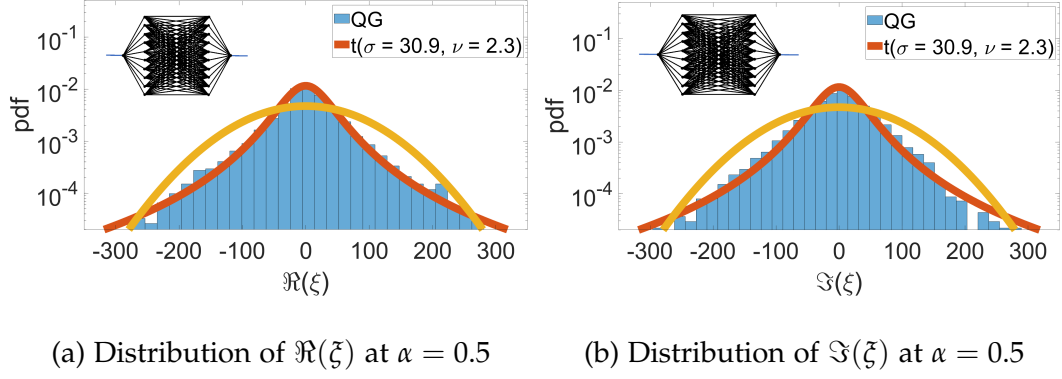 QG
t(σ = 30.9, ν = 2.3)
pdf
10⁻¹
10⁻²
10⁻³
10⁻⁴
-300 -200 -100 0 100 200 300
ℜ(ξ)
QG
t(σ = 30.9, ν = 2.3)
pdf
10⁻¹
10⁻²
10⁻³
10⁻⁴
-300 -200 -100 0 100 200 300
ℑ(ξ)
(a) Distribution of ℜ(ξ) at α = 0.5
(b) Distribution of ℑ(ξ) at α = 0.5